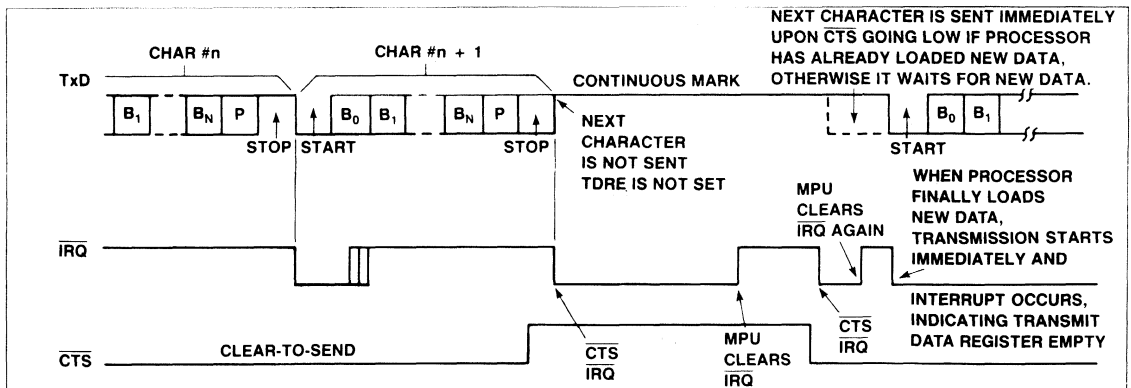 NEXT CHARACTER IS SENT IMMEDIATELY
UPON CTS GOING LOW IF PROCESSOR
HAS ALREADY LOADED NEW DATA,
OTHERWISE IT WAITS FOR NEW DATA.
CHAR #n
CHAR #n + 1
TxD
CONTINUOUS MARK
B1
BN
P
B0
B1
BN
P
B0
B1
STOP
START
STOP
START
NEXT
CHARACTER
IS NOT SENT
TDRE IS NOT SET
MPU
CLEARS
IRQ AGAIN
WHEN PROCESSOR
FINALLY LOADS
NEW DATA,
TRANSMISSION STARTS
IMMEDIATELY AND
IRQ
INTERRUPT OCCURS,
INDICATING TRANSMIT
DATA REGISTER EMPTY
CTS
IRQ
CTS
CLEAR-TO-SEND
CTS
IRQ
MPU
CLEARS
IRQ